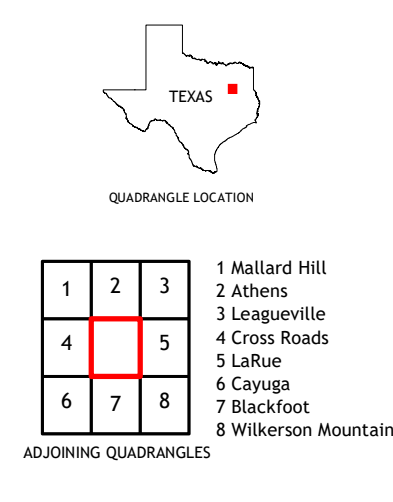 TEXAS
QUADRANGLE LOCATION
1 2 3
4 5
6 7 8
1 Mallard Hill
2 Athens
3 Leagueville
4 Cross Roads
5 LaRue
6 Cayuga
7 Blackfoot
8 Wilkerson Mountain
ADJOINING QUADRANGLES